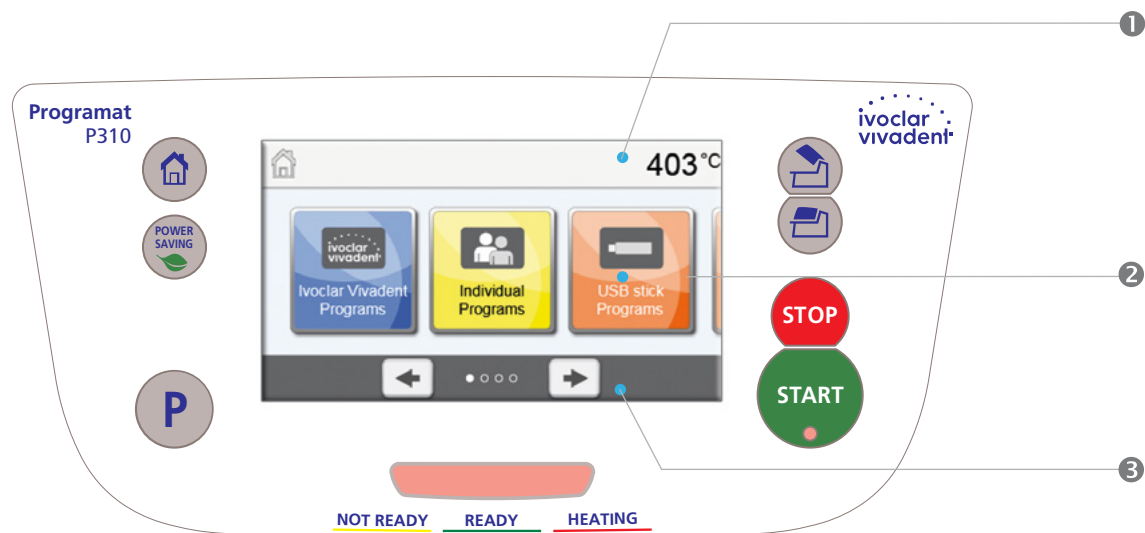 1
Programat
P310
ivoclar
vivadent
403°C
POWER
SAVING
ivoclar
vivadent
Ivoclar Vivadent
Programs
Individual
Programs
USB stick
Programs
2
STOP
P
START
3
NOT READY
READY
HEATING